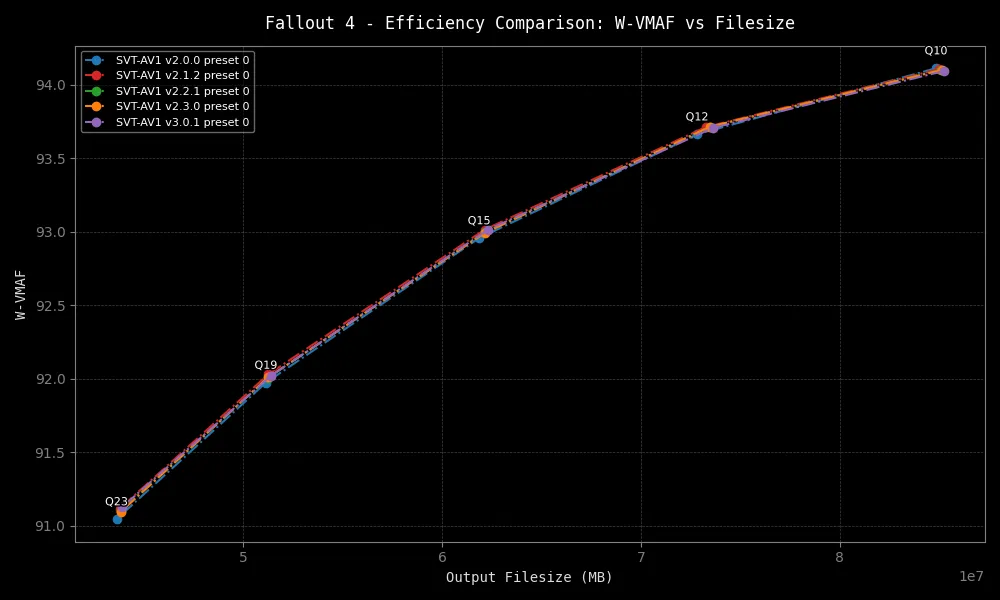 Fallout 4 - Efficiency Comparison: W-VMAF vs Filesize
SVT-AV1 v2.0.0 preset 0
SVT-AV1 v2.1.2 preset 0
SVT-AV1 v2.2.1 preset 0
SVT-AV1 v2.3.0 preset 0
SVT-AV1 v3.0.1 preset 0
Q10
Q12
Q15
Q19
Q23
94.0
93.5
93.0
92.5
92.0
91.5
91.0
W-VMAF
5 6 7 8
1e7
Output Filesize (MB)